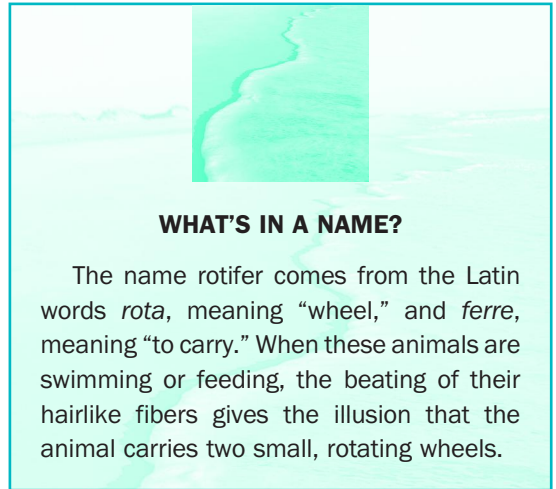 WHAT’S IN A NAME?
The name rotifer comes from the Latin
words rota, meaning “wheel,” and ferre,
meaning “to carry.” When these animals are
swimming or feeding, the beating of their
hairlike fibers gives the illusion that the
animal carries two small, rotating wheels.